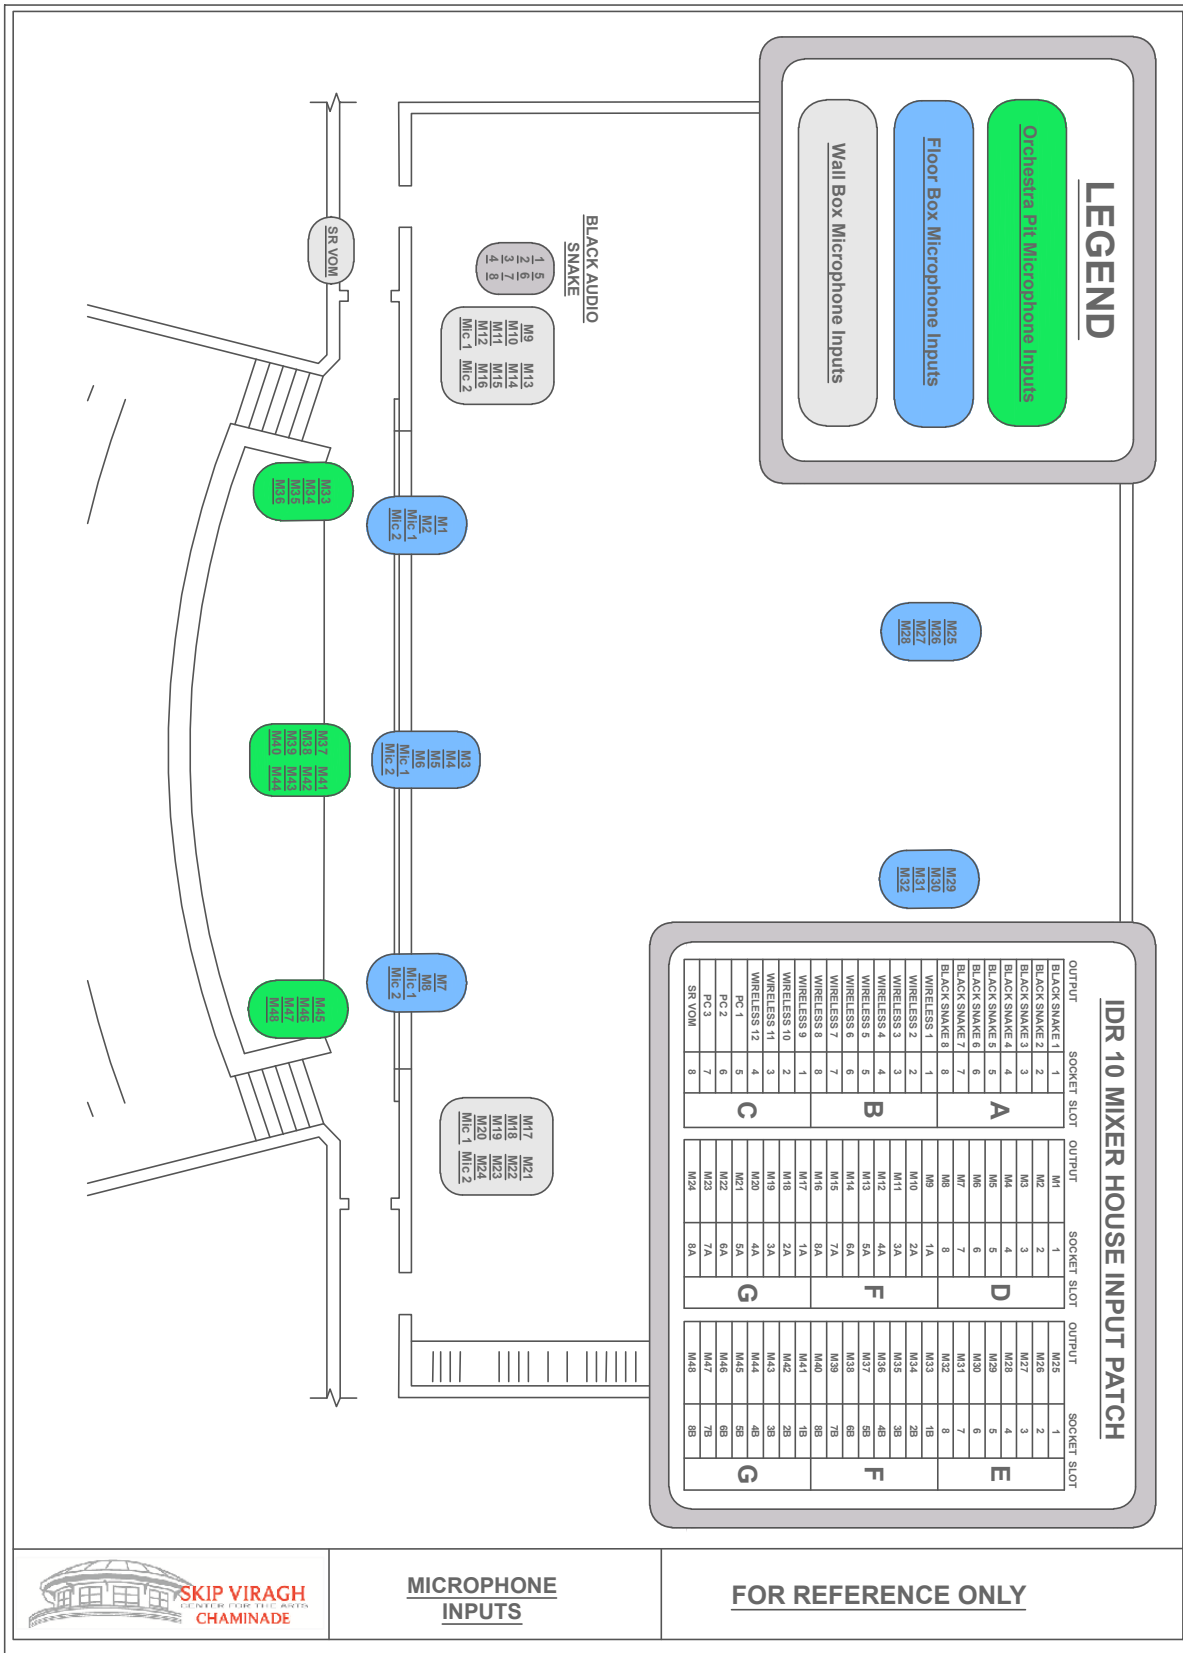 LEGEND
Orchestra Pit Microphone Inputs
Floor Box Microphone Inputs
Wall Box Microphone Inputs
BLACK AUDIO
SNAKE
1 5
2 6
3 7
4 8
SR VOM
M9 M13
M10 M14
M11 M15
M12 M16
Mic 1 Mic 2
M33
M34
M35
M36
M1
M2
Mic 1
Mic 2
M25
M26
M27
M28
M37 M41
M38 M42
M39 M43
M40 M44
M3
M4
M5
M6
Mic 1
Mic 2
M29
M30
M31
M32
M45
M46
M47
M48
M7
M8
Mic 1
Mic 2
M17 M21
M18 M22
M19 M23
M20 M24
Mic 1 Mic 2
IDR 10 MIXER HOUSE INPUT PATCH
OUTPUT SOCKET SLOT OUTPUT SOCKET SLOT OUTPUT SOCKET SLOT
BLACK SNAKE 1 1 M1 1 M25 1
BLACK SNAKE 2 2 M2 2 M26 2
BLACK SNAKE 3 3 M3 3 M27 3
BLACK SNAKE 4 4 M4 4 M28 4
A D E
BLACK SNAKE 5 5 M5 5 M29 5
BLACK SNAKE 6 6 M6 6 M30 6
BLACK SNAKE 7 7 M7 7 M31 7
BLACK SNAKE 8 8 M8 8 M32 8
WIRELESS 1 1 M9 1A M33 1B
WIRELESS 2 2 M10 2A M34 2B
WIRELESS 3 3 M11 3A M35 3B
WIRELESS 4 4 M12 4A M36 4B
B F F
WIRELESS 5 5 M13 5A M37 5B
WIRELESS 6 6 M14 6A M38 6B
WIRELESS 7 7 M15 7A M39 7B
WIRELESS 8 8 M16 8A M40 8B
WIRELESS 9 1 M17 1A M41 1B
WIRELESS 10 2 M18 2A M42 2B
WIRELESS 11 3 M19 3A M43 3B
WIRELESS 12 4 M20 4A M44 4B
C G G
PC 1 5 M21 5A M45 5B
PC 2 6 M22 6A M46 6B
PC 3 7 M23 7A M47 7B
SR VOM 8 M24 8A M48 8B
SKIP VIRAGH
CENTER FOR THE ARTS
CHAMINADE
MICROPHONE
INPUTS
FOR REFERENCE ONLY